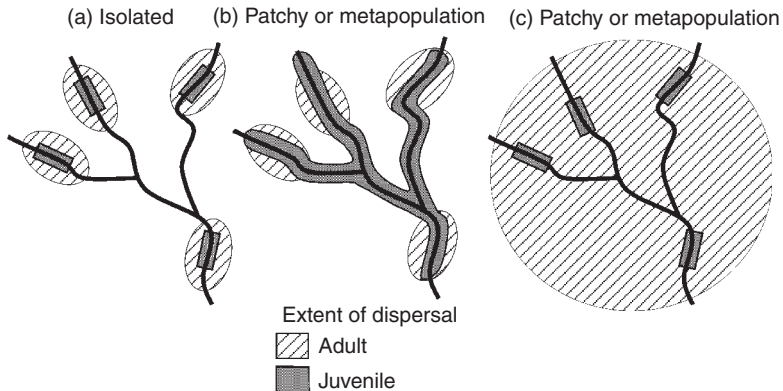 (a) Isolated
(b) Patchy or metapopulation
(c) Patchy or metapopulation
Extent of dispersal
Adult
Juvenile